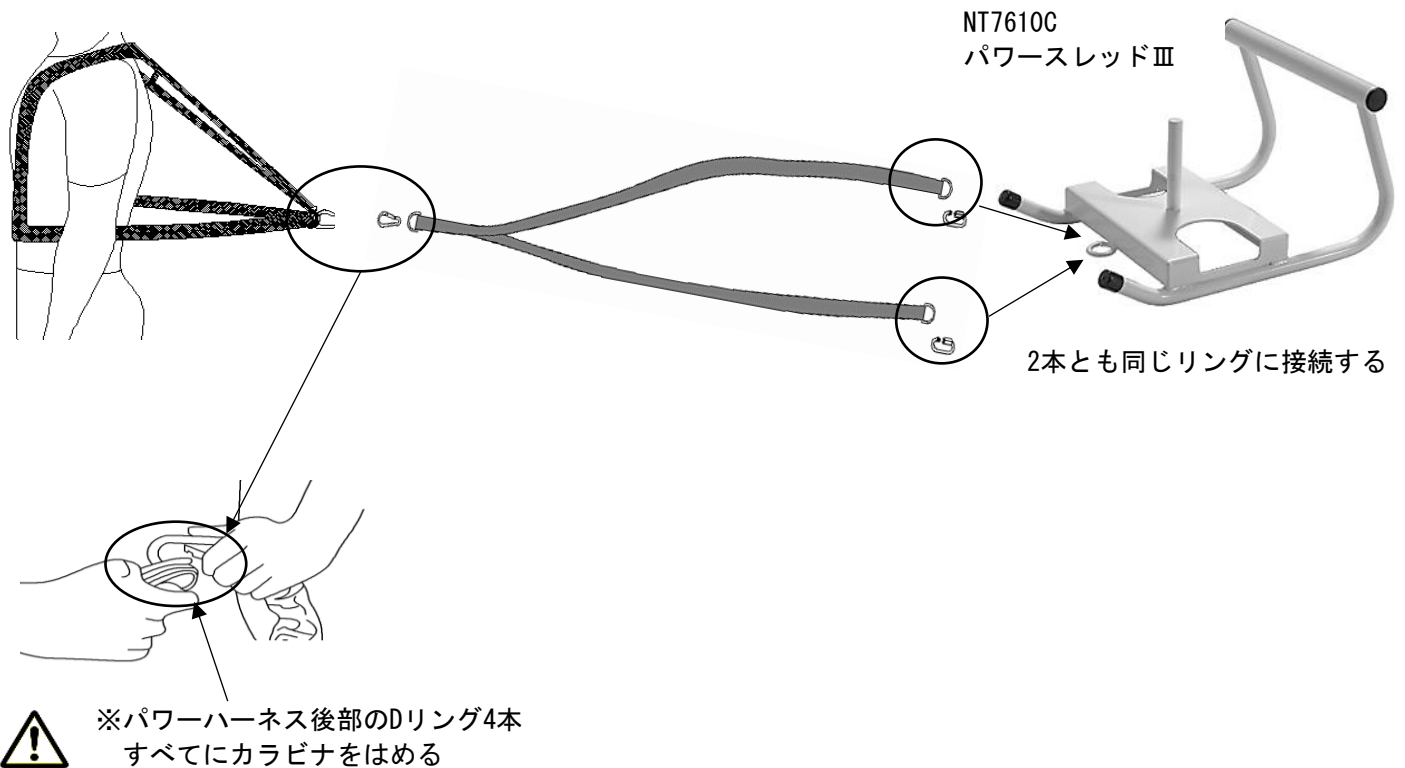 NT7610C
パワースレッドⅢ
2本とも同じリングに接続する
※パワーハーネス後部のDリング4本
すべてにカラビナをはめる